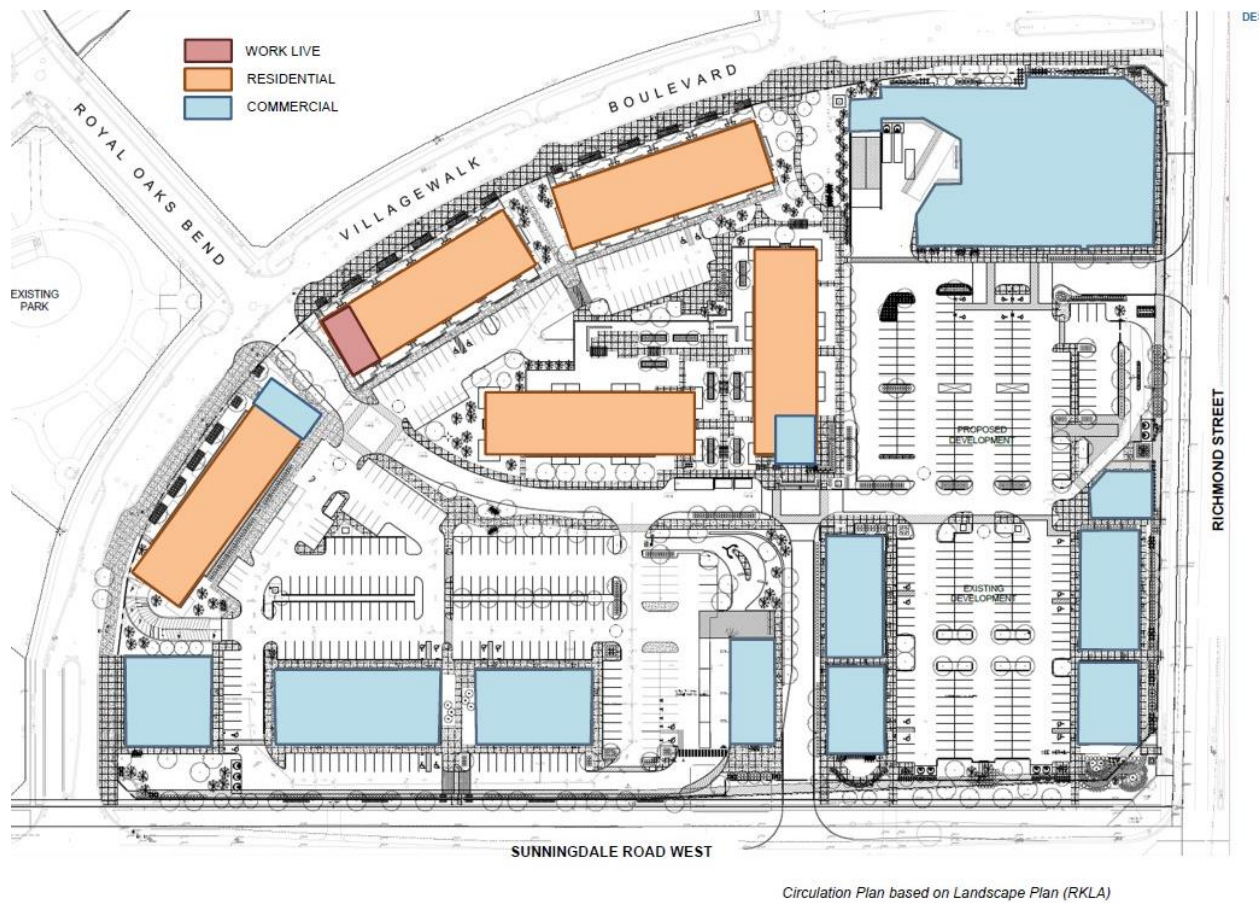 DES
WORK LIVE
RESIDENTIAL
COMMERCIAL
BOULEVARD
ROYAL OAKS BEND
VILLAGEWALK
EXISTING
PARK
RICHMOND STREET
PROPOSED
DEVELOPMENT
EXISTING
DEVELOPMENT
SUNNINGDALE ROAD WEST
Circulation Plan based on Landscape Plan (RKLA)